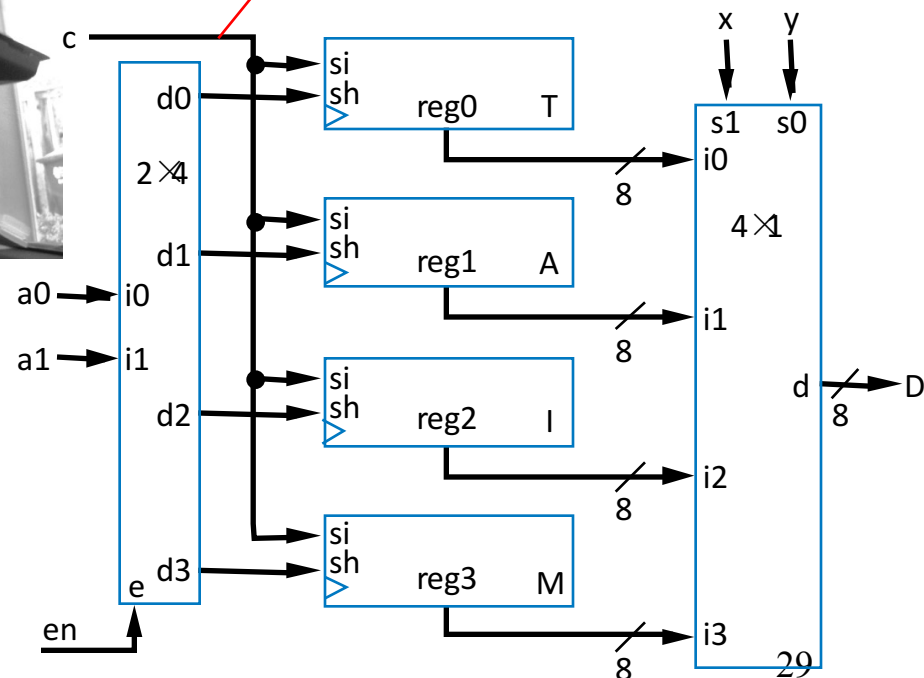 c
x y
si
d0 sh
reg0 T
s1 s0
i0
2×4
8
4×1
si
d1 sh
reg1 A
a0 i0
i1
8
a1 i1
si
d D
d2 sh
8
reg2 I
i2
8
si
d3 sh
e
reg3 M
en
i3
8
29